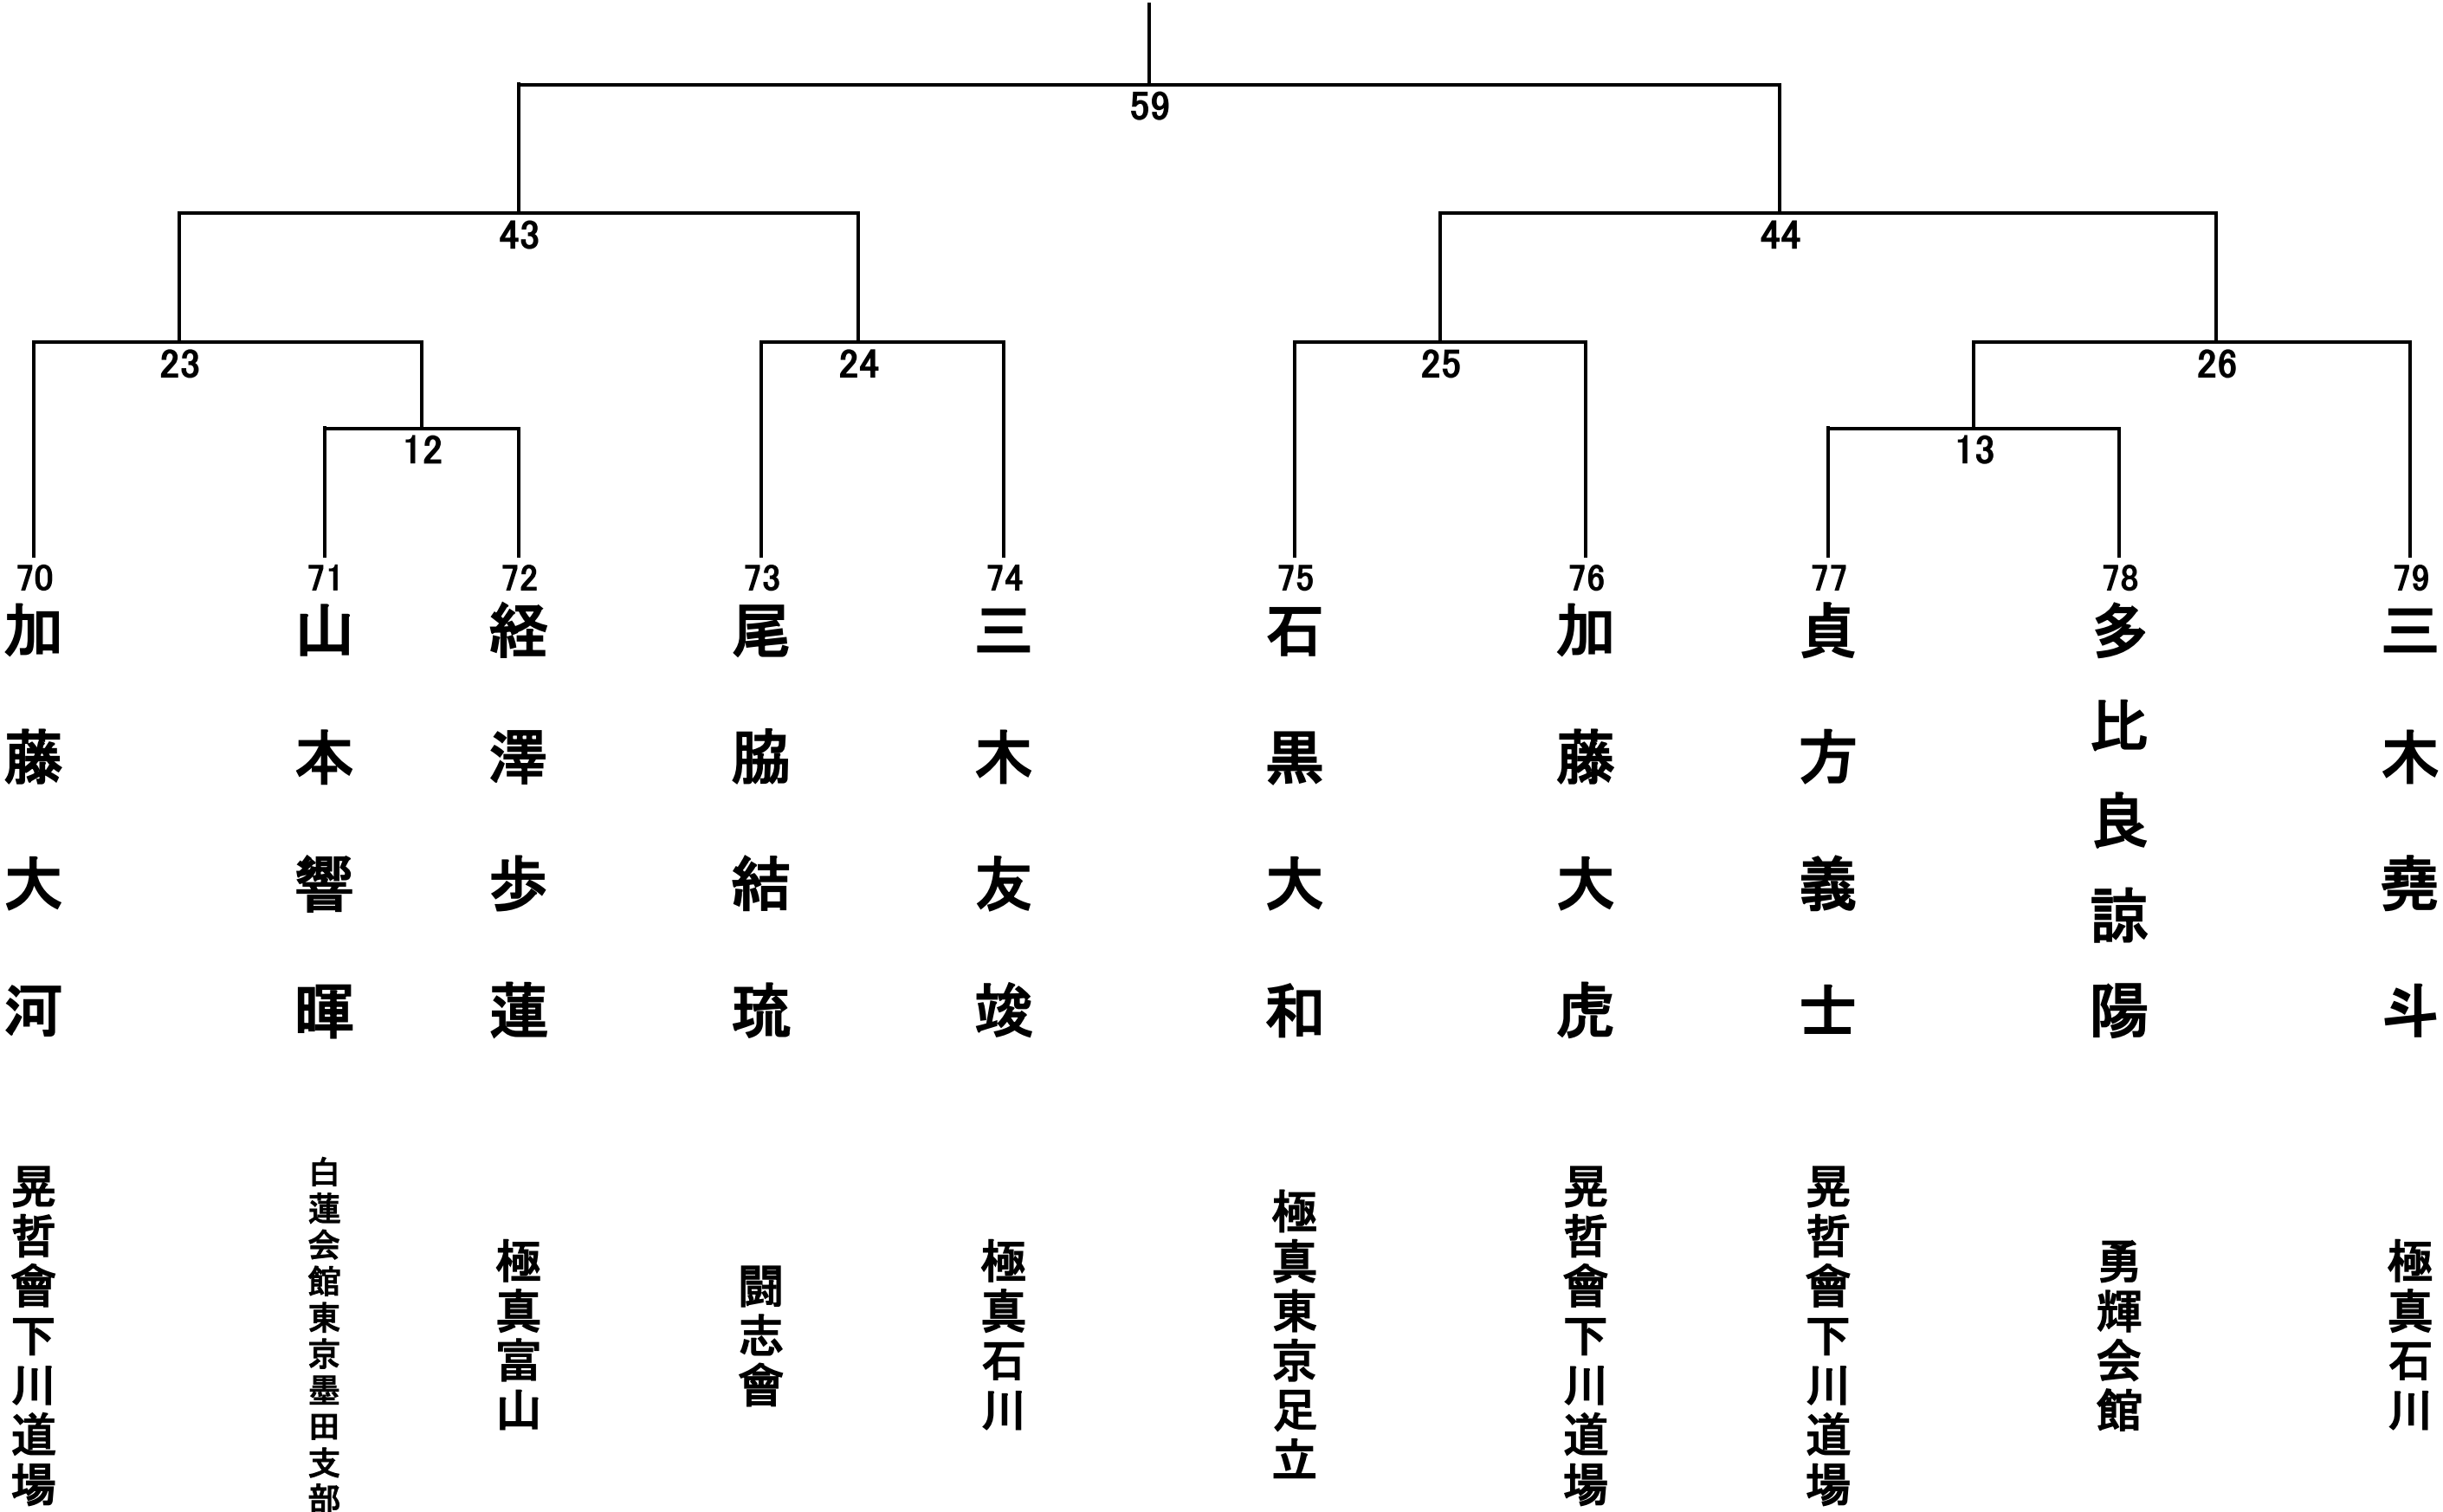 59
43
44
23
24
25
26
12
13
70
71
72
73
74
75
76
77
78
79
加藤大河
山本響暉
経澤歩蓮
尾脇結琉
三木友竣
石黒大和
加藤大虎
貞方義士
多比良諒陽
三木堯斗
晃哲會下川道場
白蓮会館東京墨田支部
極真富山
闘志會
極真石川
極真東京足立
晃哲會下川道場
晃哲會下川道場
勇輝会館
極真石川